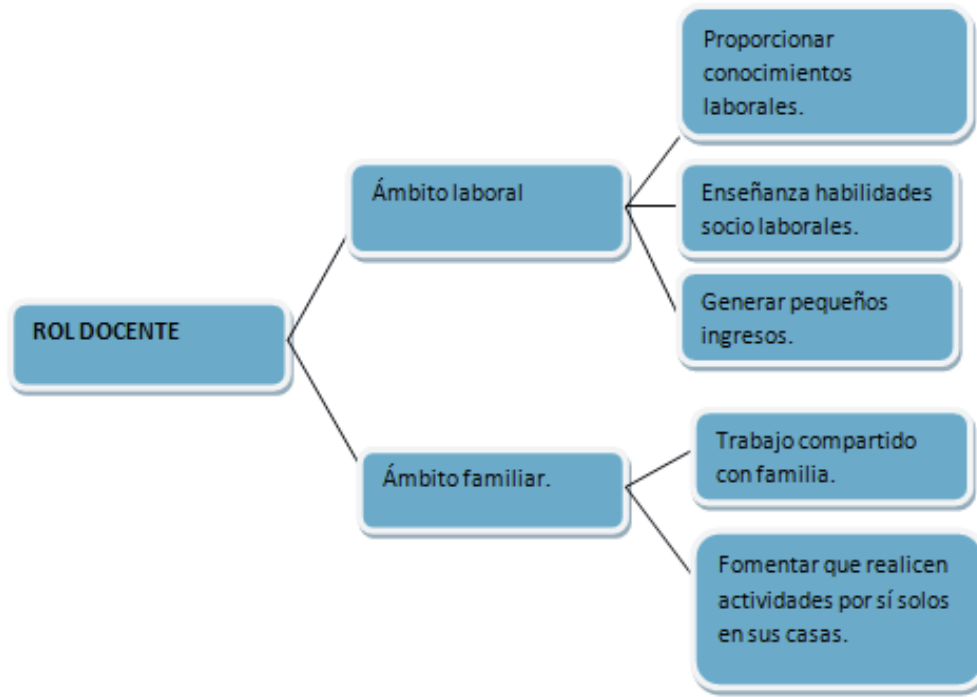 ROL DOCENTE
Ámbito laboral
Proporcionar
conocimientos
laborales.
Enseñanza habilidades
socio laborales.
Generar pequeños
ingresos.
Ámbito familiar.
Trabajo compartido
con familia.
Fomentar que realicen
actividades por sí solos
en sus casas.